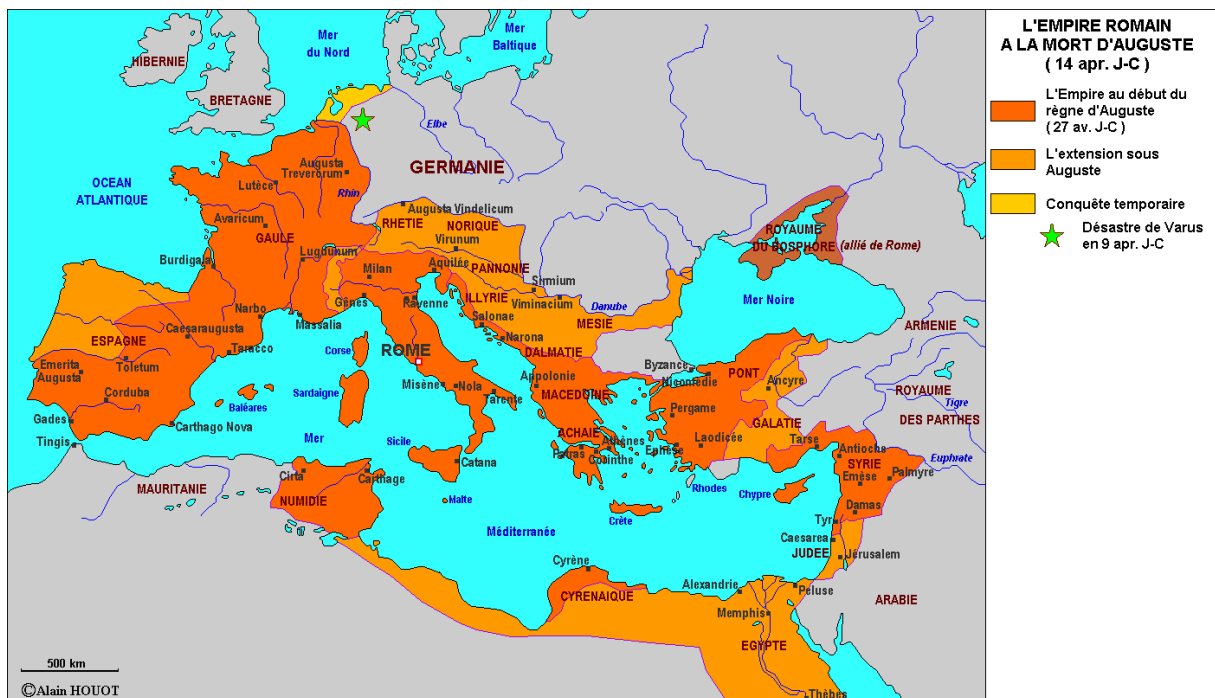 L'EMPIRE ROMAIN
A LA MORT D'AUGUSTE
( 14 apr. J-C )
L'Empire au début du
règne d'Auguste
( 27 av. J-C )
L'extension sous
Auguste
Conquête temporaire
Désastre de Varus
en 9 apr. J-C
Mer
du Nord
Mer
Baltique
HIBERNIE
BRETAGNE
Elbe
GERMANIE
OCEAN
ATLANTIQUE
Augusta
Treverorum
Lutèce
Rhin
Avaricum
GAULE
Augusta Vindelicum
RHETIE
NORIQUE
Virunum
ROYAUME
DU BOSPHORE
(allié de Rome)
Burdigala
Lugdunum
Milan
Aquilée
PANNONIE
Sirmium
Gênes
Ravenne
ILLYRIE
Viminacium
Danube
Mer Noire
Narbo
Massalia
Salonae
MESIE
Caesaraugusta
ESPAGNE
Taracco
Corse
ROME
Narona
DALMATIE
ARMENIE
Emerita
Augusta
Toletum
Byzance
Nicomédie
PONT
Ancyre
ROYAUME
DES PARTHES
Tigre
Corduba
Baléares
Sardaigne
Misène
Nola
Tarente
Appolonie
MACEDOINE
Pergame
GALATIE
Gades
Carthago Nova
Tingis
Mer
Sicile
ACHAIE
Athènes
Patras
Corinthe
Ephèse
Laodicée
Tarse
Antioche
Euphrate
Catana
SYRIE
Emèse
Palmyre
MAURITANIE
Cirta
Carthage
NUMIDIE
Malte
Rhodes
Chypre
Damas
Crète
Méditerranée
Tyr
Caesarea
JUDEE
Jérusalem
Cyrène
CYRENAIQUE
Alexandrie
Péluse
ARABIE
Memphis
EGYPTE
Thèbes
500 km
©Alain HOUOT